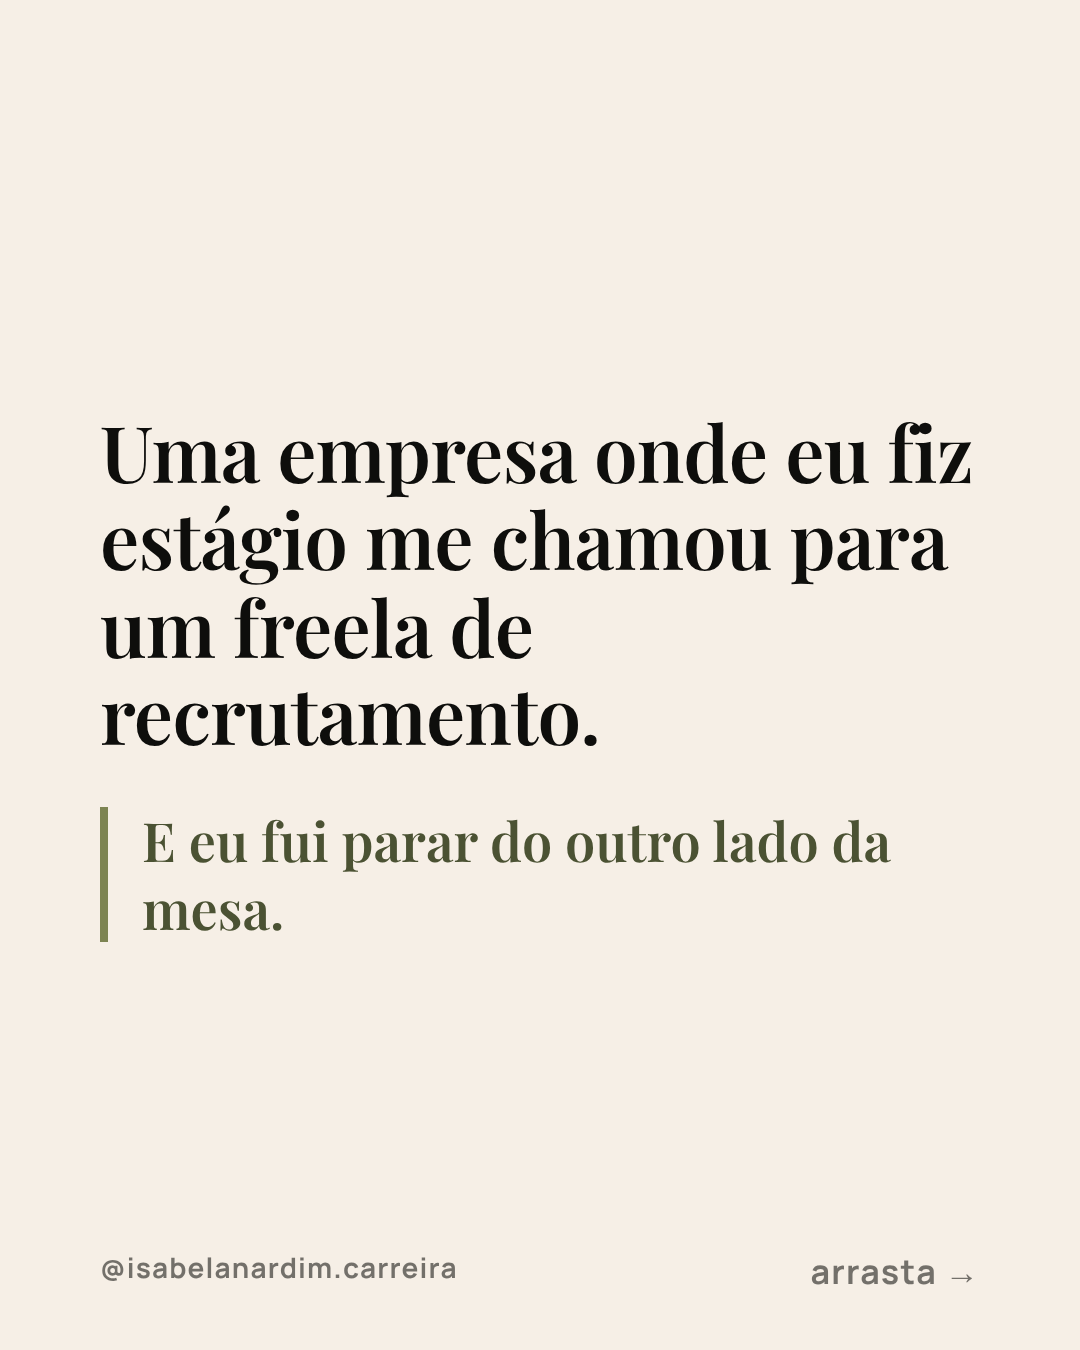 Uma empresa onde eu fiz
estágio me chamou para
um freela de
recrutamento.
E eu fui parar do outro lado da
mesa.
@isabelanardim.carreira
arrasta →